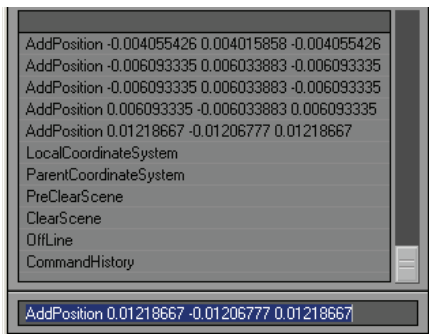 AddPosition -0.004055426 0.004015858 -0.004055426
AddPosition -0.006093335 0.006033883 -0.006093335
AddPosition -0.006093335 0.006033883 -0.006093335
AddPosition 0.006093335 -0.006033883 0.006093335
AddPosition 0.01218667 -0.01206777 0.01218667
LocalCoordinateSystem
ParentCoordinateSystem
PreClearScene
ClearScene
OffLine
CommandHistory
AddPosition 0.01218667 -0.01206777 0.01218667